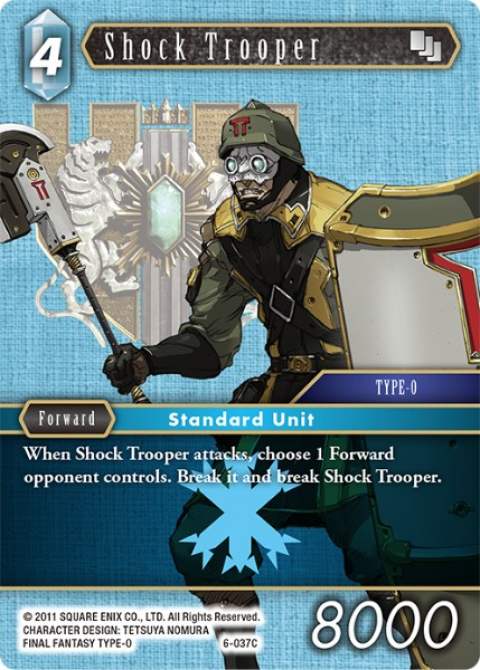 4
Shock Trooper
TYPE-0
Forward
Standard Unit
When Shock Trooper attacks, choose 1 Forward
opponent controls. Break it and break Shock Trooper.
© 2011 SQUARE ENIX CO., LTD. All Rights Reserved.
CHARACTER DESIGN: TETSUYA NOMURA
FINAL FANTASY TYPE-0
6-037C
8000